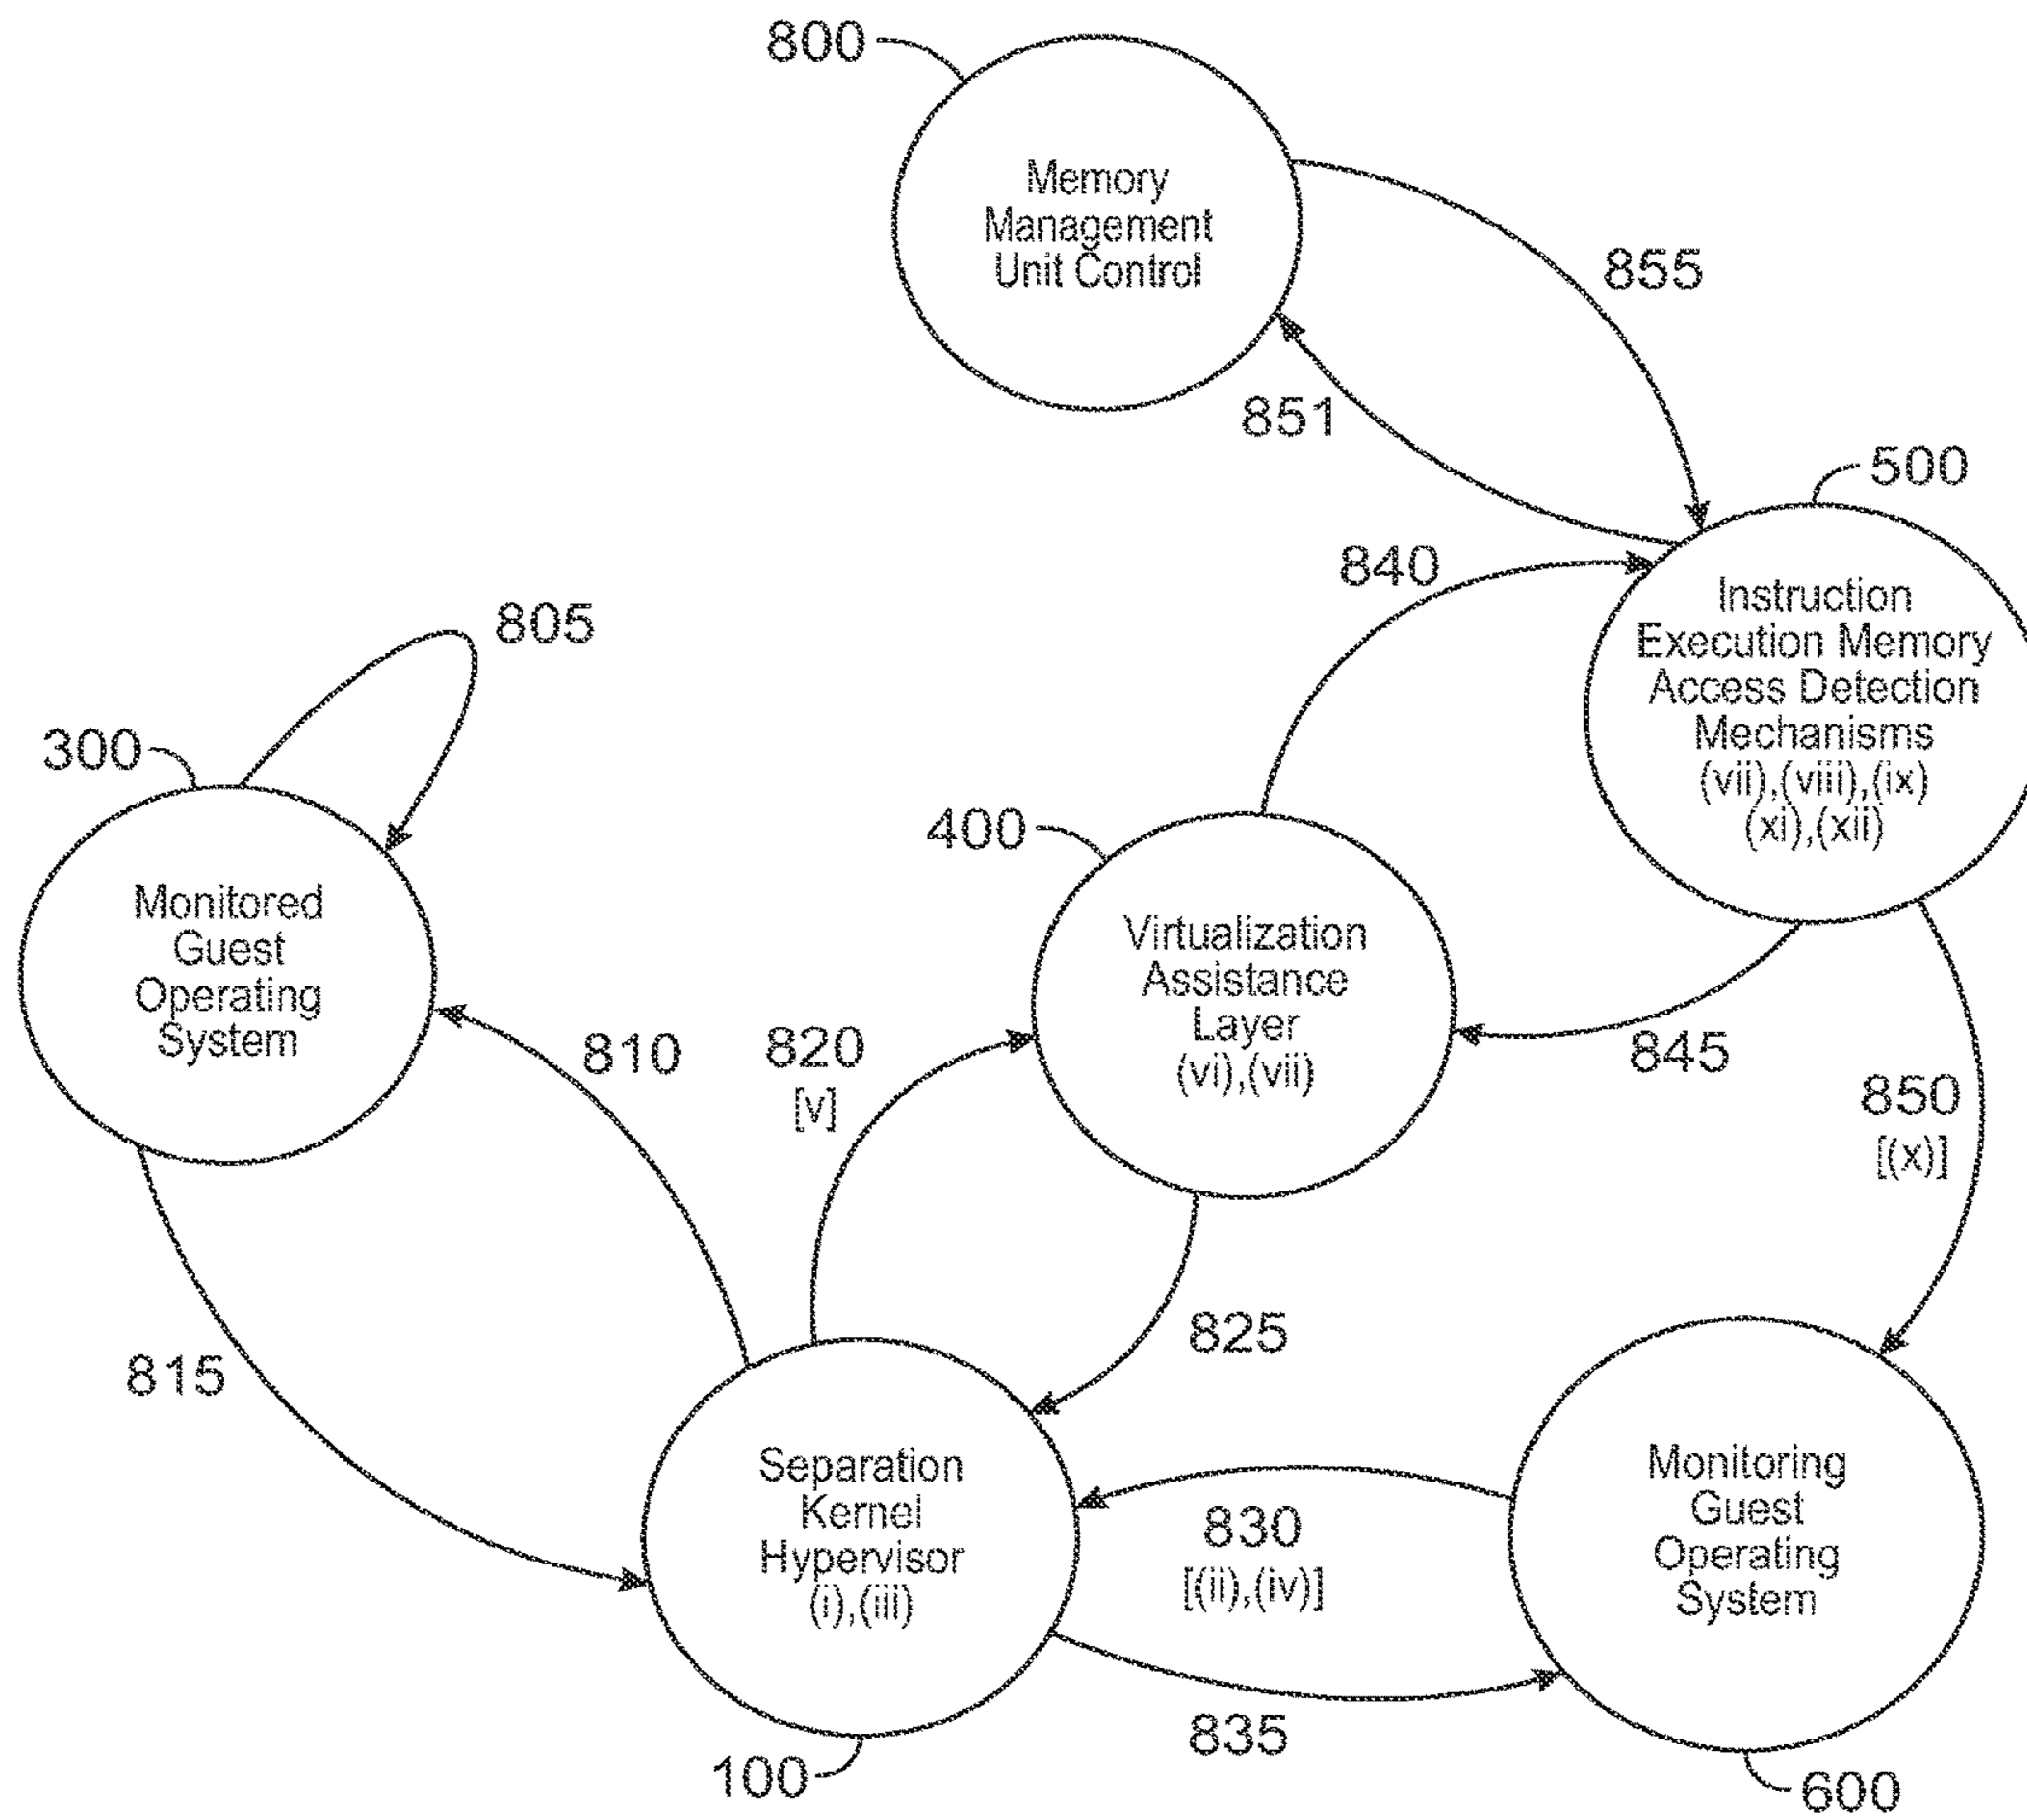 800
Memory
Management
Unit Control
855
851
500
840
Instruction
Execution Memory
Access Detection
Mechanisms
(vii),(viii),(ix)
(xi),(xii)
805
300
Monitored
Guest
Operating
System
400
Virtualization
Assistance
Layer
(vi),(vii)
810
820
[v]
845
850
[(x)]
815
825
Separation
Kernel
Hypervisor
(i),(iii)
830
[(ii),(iv)]
Monitoring
Guest
Operating
System
835
100
600